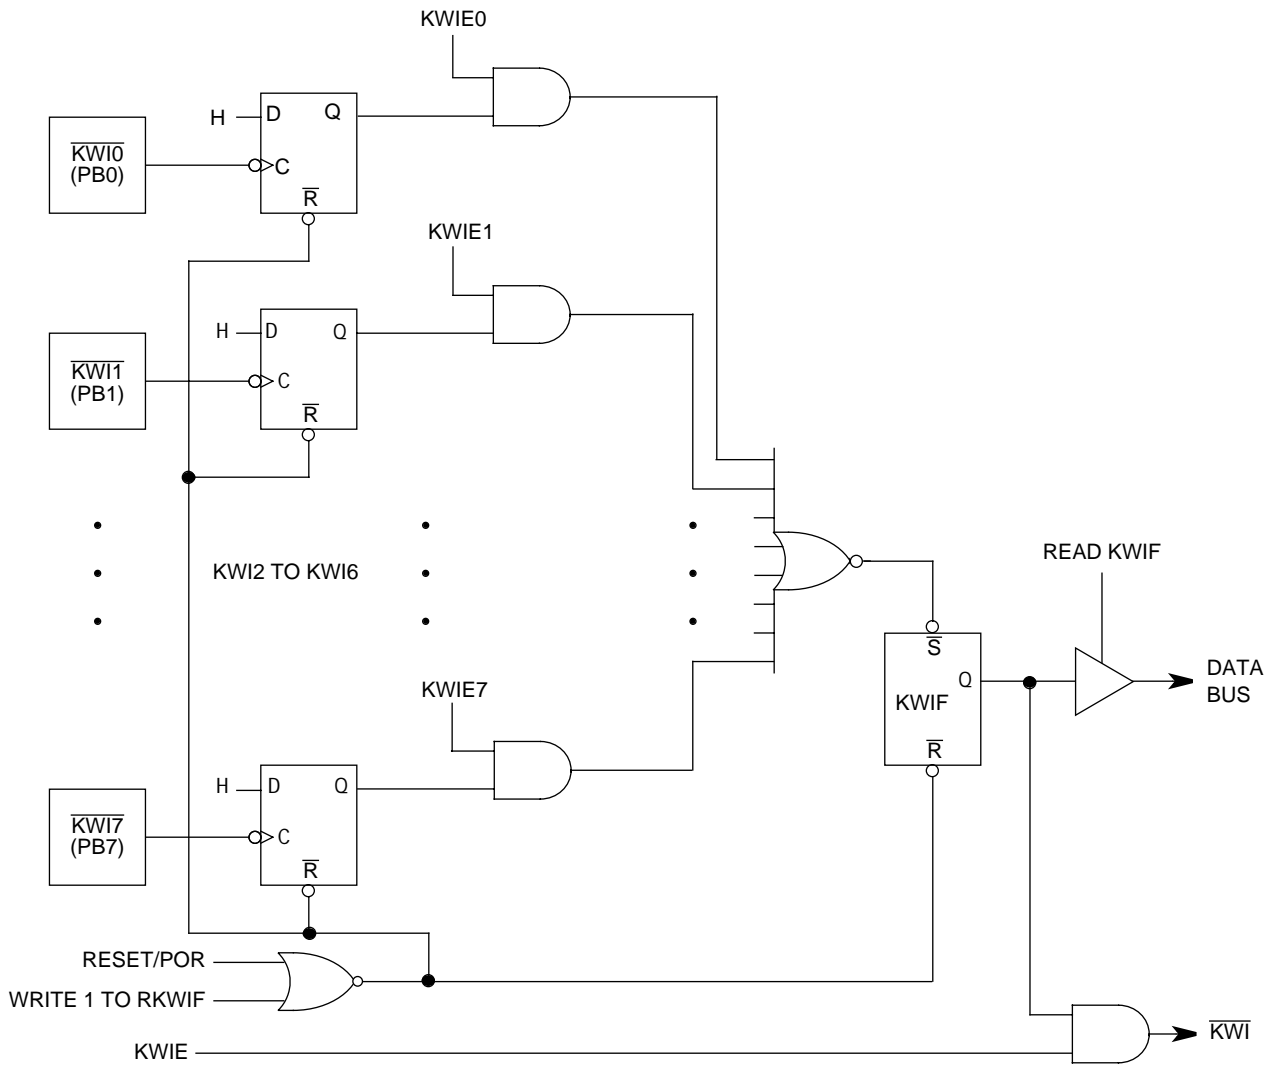 KWIE0
H D Q
KWI0
(PB0)
C
R
KWIE1
H D Q
KWI1
(PB1)
C
R
KWI2 TO KWI6
READ KWIF
S
Q
KWIF
R
DATA
BUS
KWIE7
H D Q
KWI7
(PB7)
C
R
RESET/POR
WRITE 1 TO RKWIF
KWIE
KWI